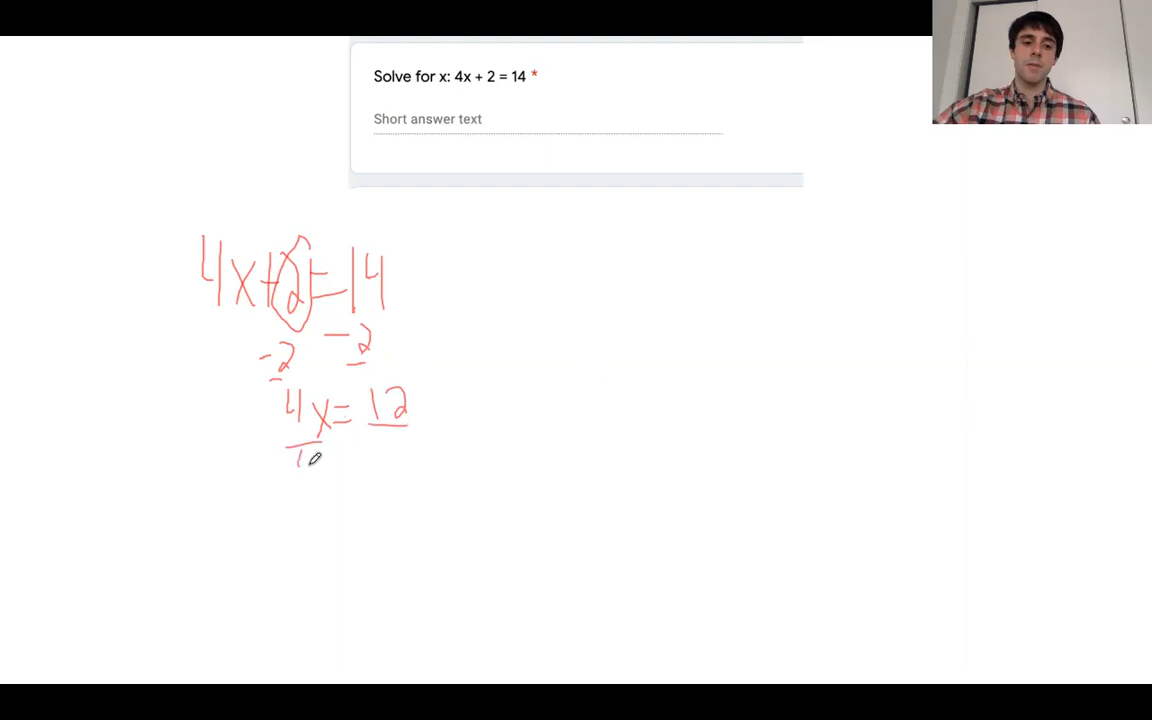 Solve for x: 4x + 2 = 14 *
Short answer text
4x+2=14
-2 -2
4x=12